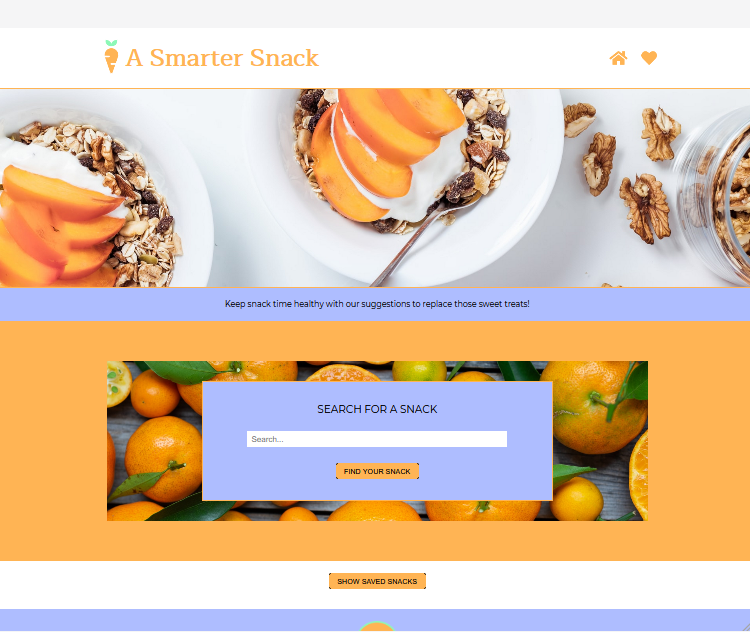 A Smarter Snack
Keep snack time healthy with our suggestions to replace those sweet treats!
SEARCH FOR A SNACK
Search...
FIND YOUR SNACK
SHOW SAVED SNACKS